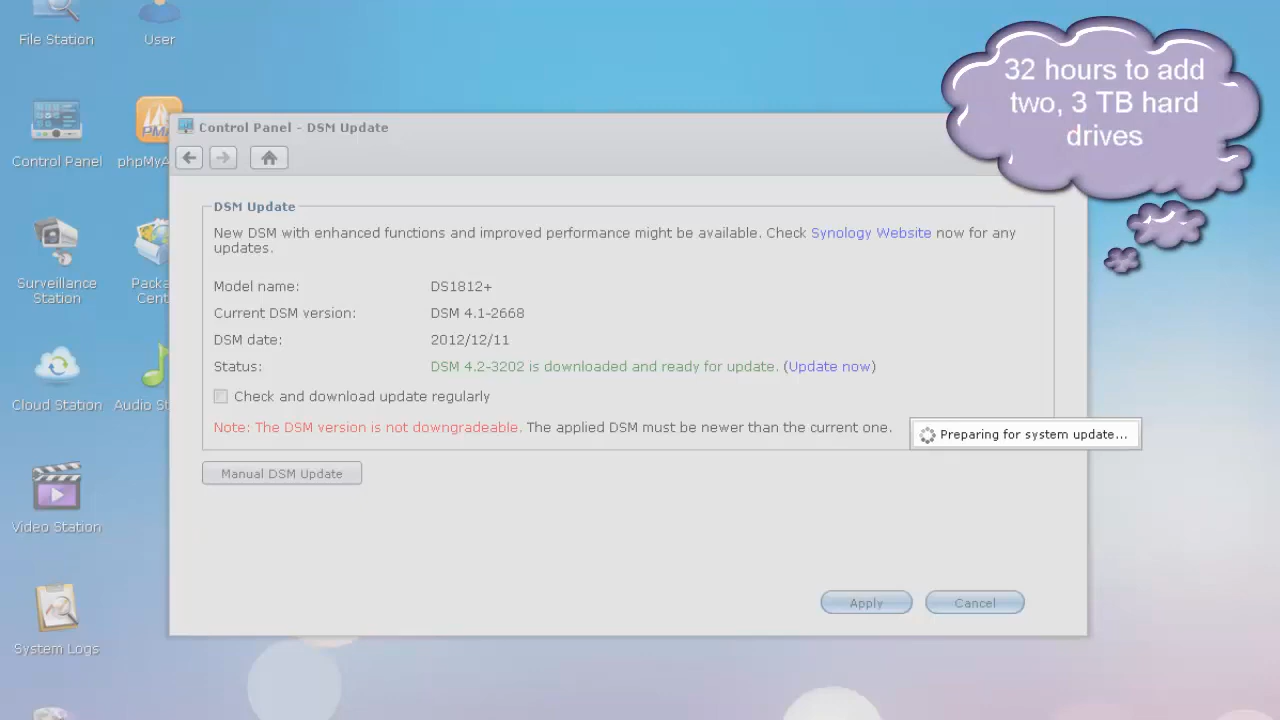 File Station
User
32 hours to add
two, 3 TB hard
drives
Control Panel - DSM Update
Control Panel
DSM Update
New DSM with enhanced functions and improved performance might be available. Check Synology Website now for any
updates.
Surveillance
Station
Model name: DS1812+
Current DSM version: DSM 4.1-2668
DSM date: 2012/12/11
Status: DSM 4.2-3202 is downloaded and ready for update. (Update now)
Check and download update regularly
Cloud Station
Audio St
Note: The DSM version is not downgradeable. The applied DSM must be newer than the current one.
Preparing for system update...
Manual DSM Update
Video Station
Apply
Cancel
System Logs